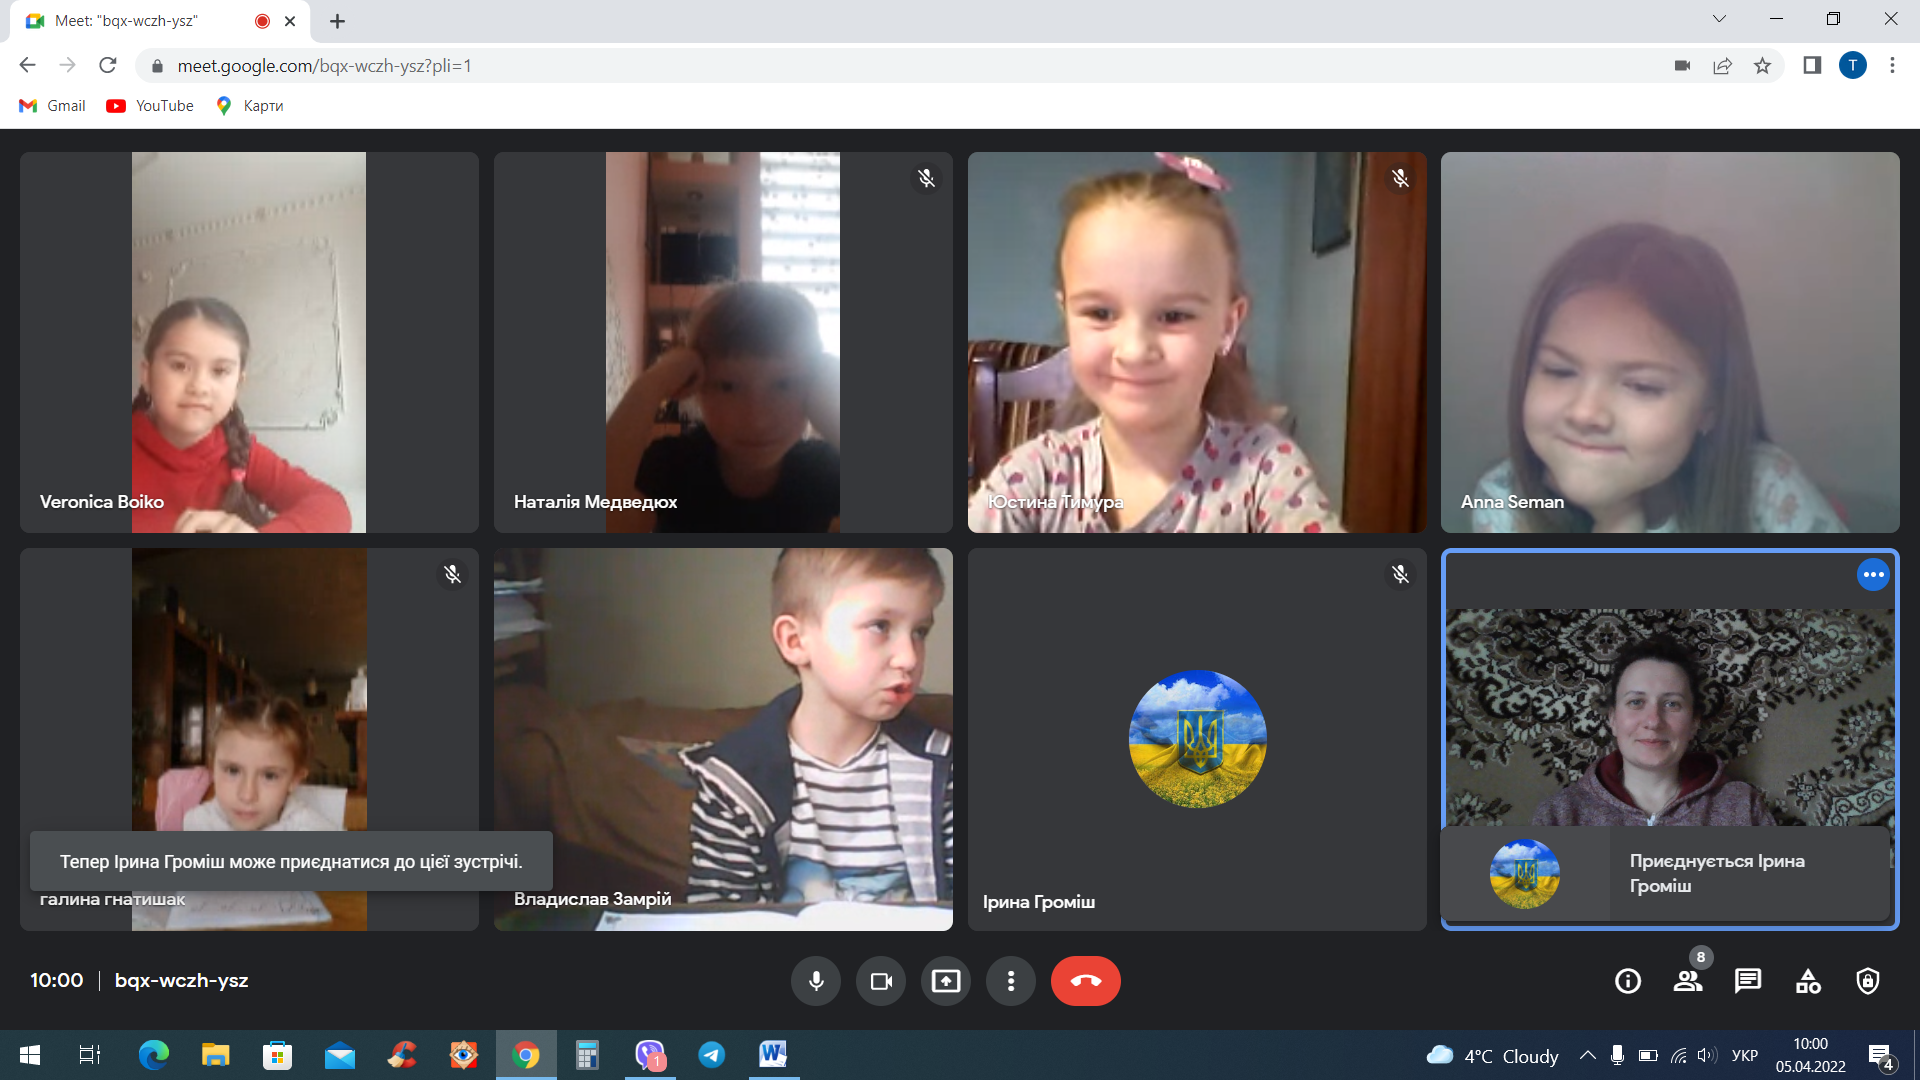 Meet: "bqx-wczh-ysz"
meet.google.com/bqx-wczh-ysz?pli=1
T
Gmail
YouTube
Карти
Veronica Boiko
Наталія Медведюх
Юстина Тимура
Anna Seman
Тепер Ірина Громіш може приєднатися до цієї зустрічі.
галина гнатишак
Владислав Замрій
Ірина Громіш
Приєднується Ірина
Громіш
10:00 | bqx-wczh-ysz
8
1
W
4°C Cloudy
УКР
10:00
05.04.2022
4